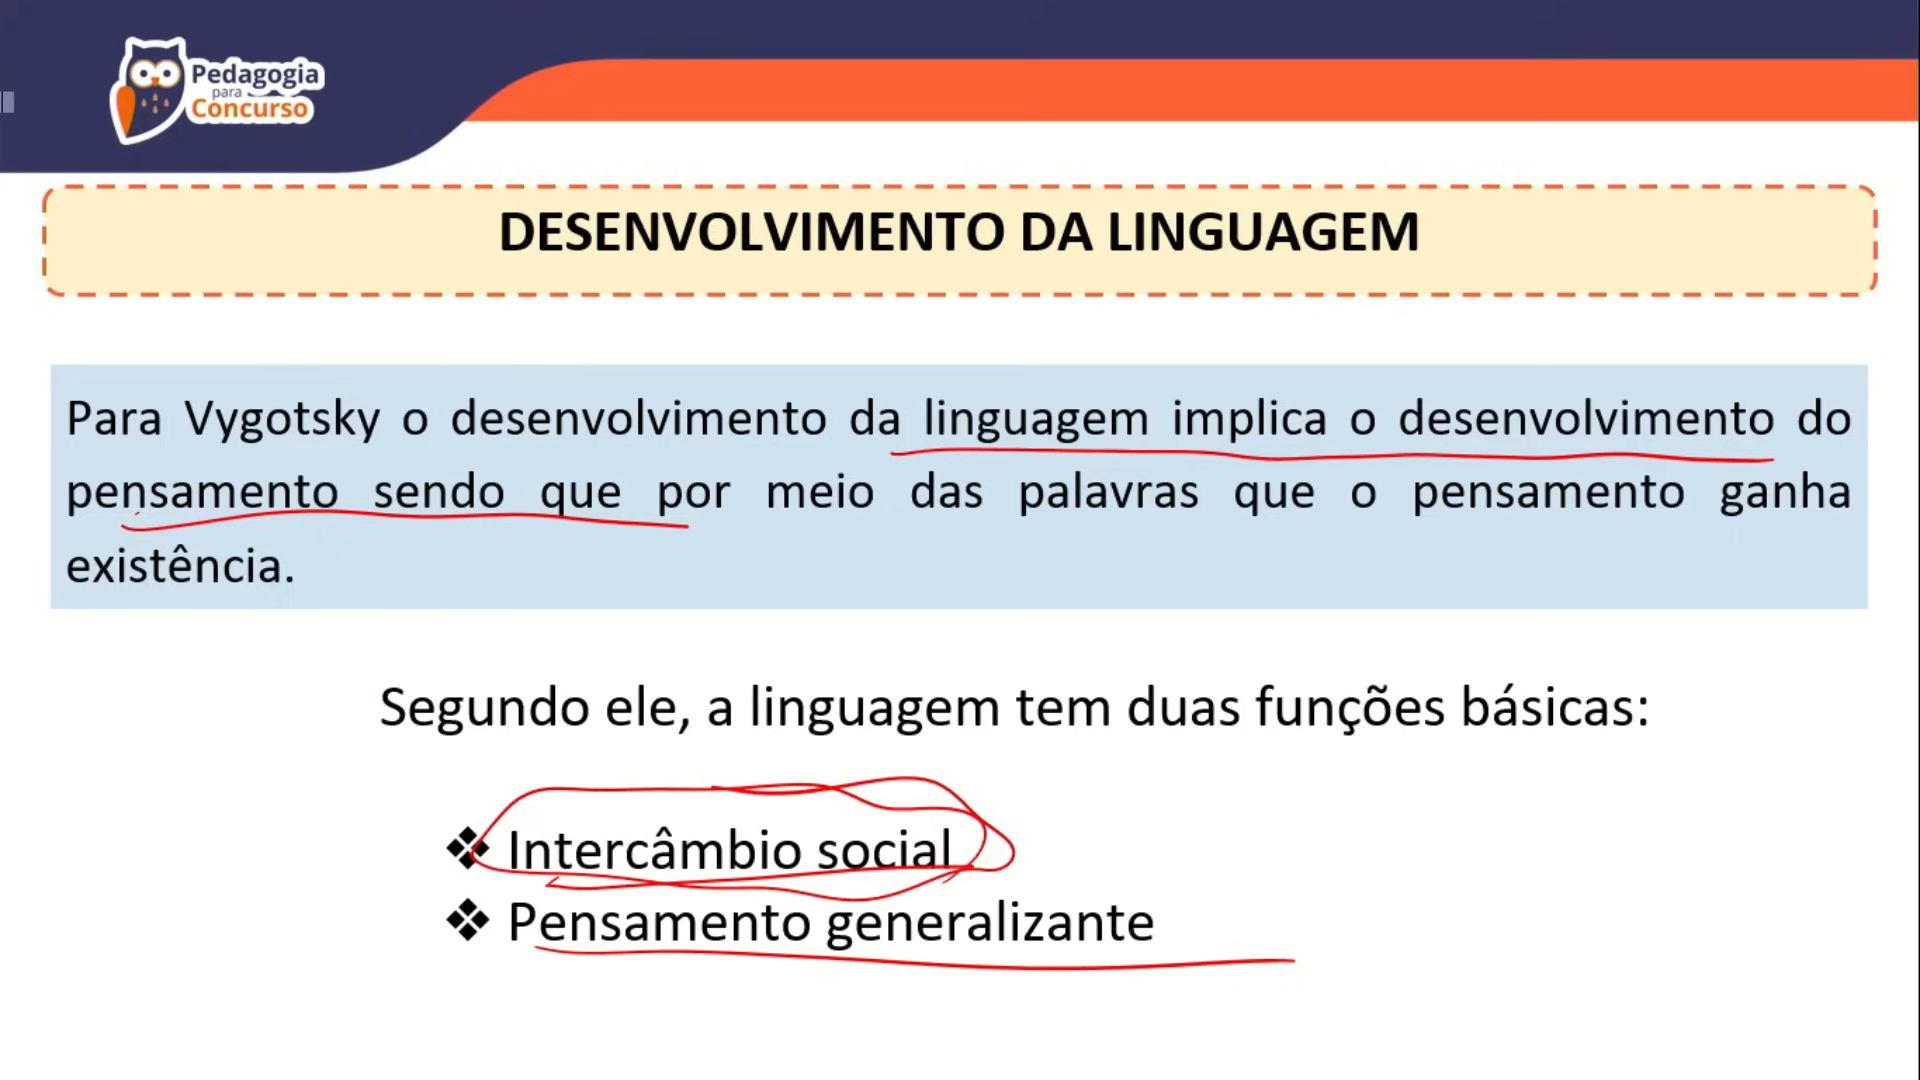 Pedagogia
para
Concurso
DESENVOLVIMENTO DA LINGUAGEM
Para Vygotsky o desenvolvimento da linguagem implica o desenvolvimento do
pensamento sendo que por meio das palavras que o pensamento ganha
existência.
Segundo ele, a linguagem tem duas funções básicas:
❖ Intercâmbio social
❖ Pensamento generalizante